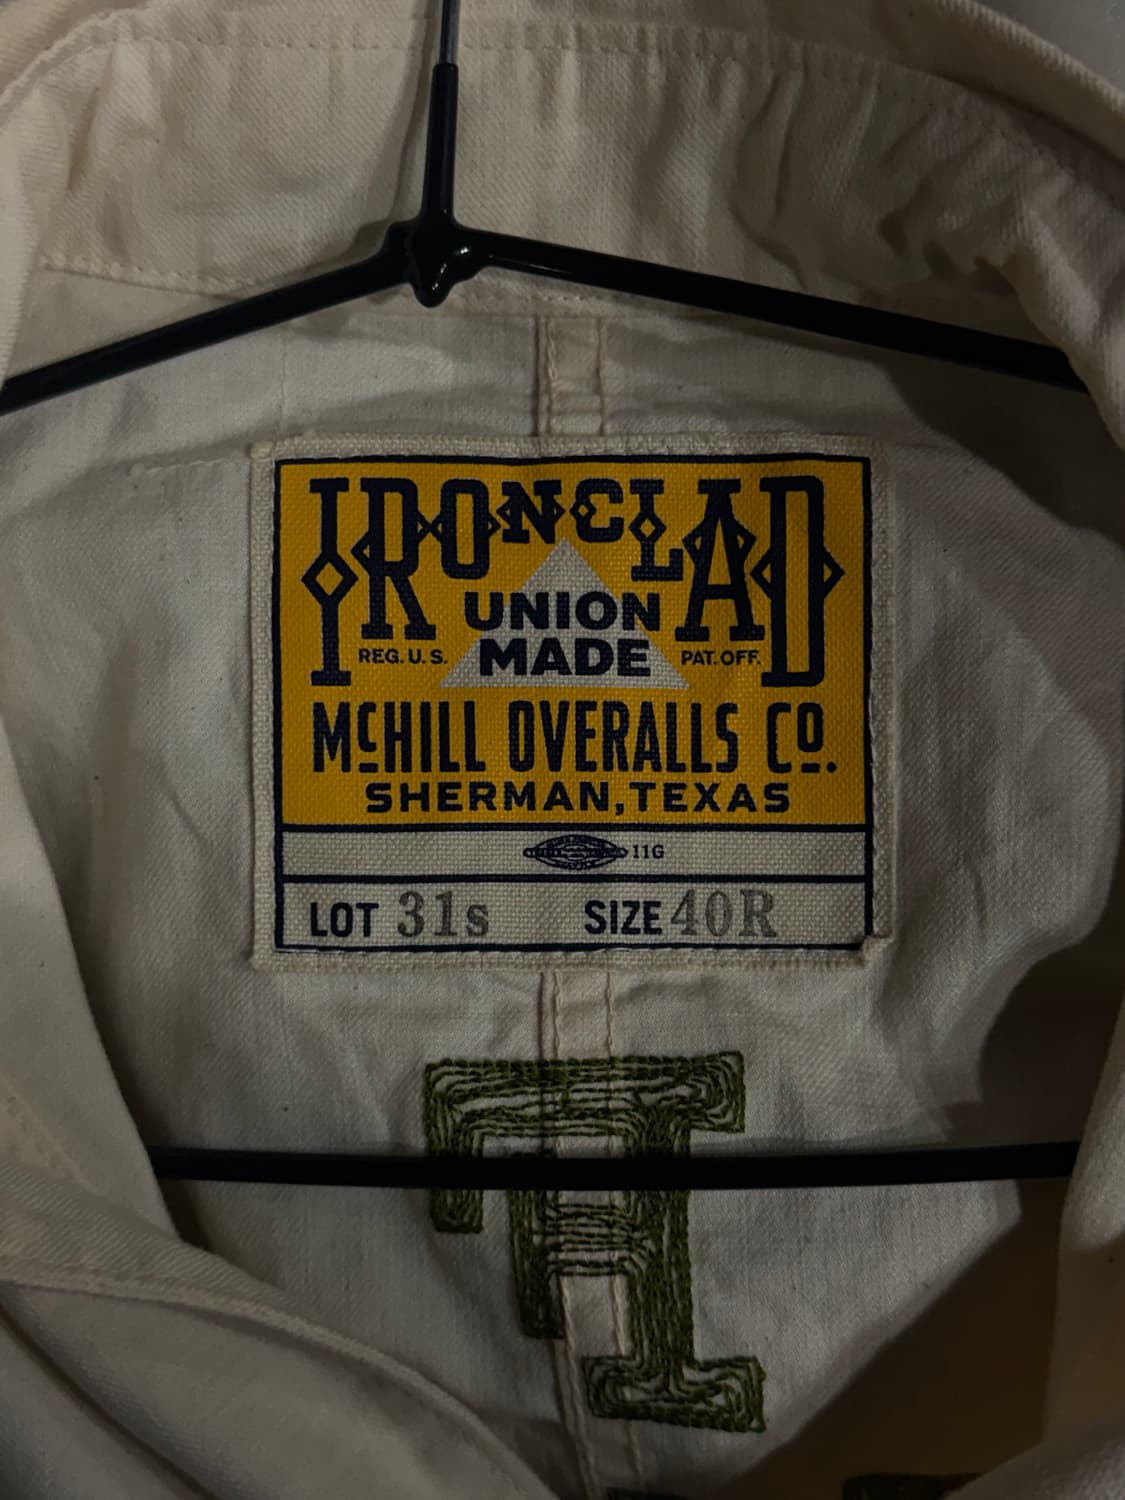 IRONCLAD
UNION
MADE
REG. U. S. PAT. OFF.
McHILL OVERALLS Co.
SHERMAN, TEXAS
11G
LOT 31s SIZE 40R